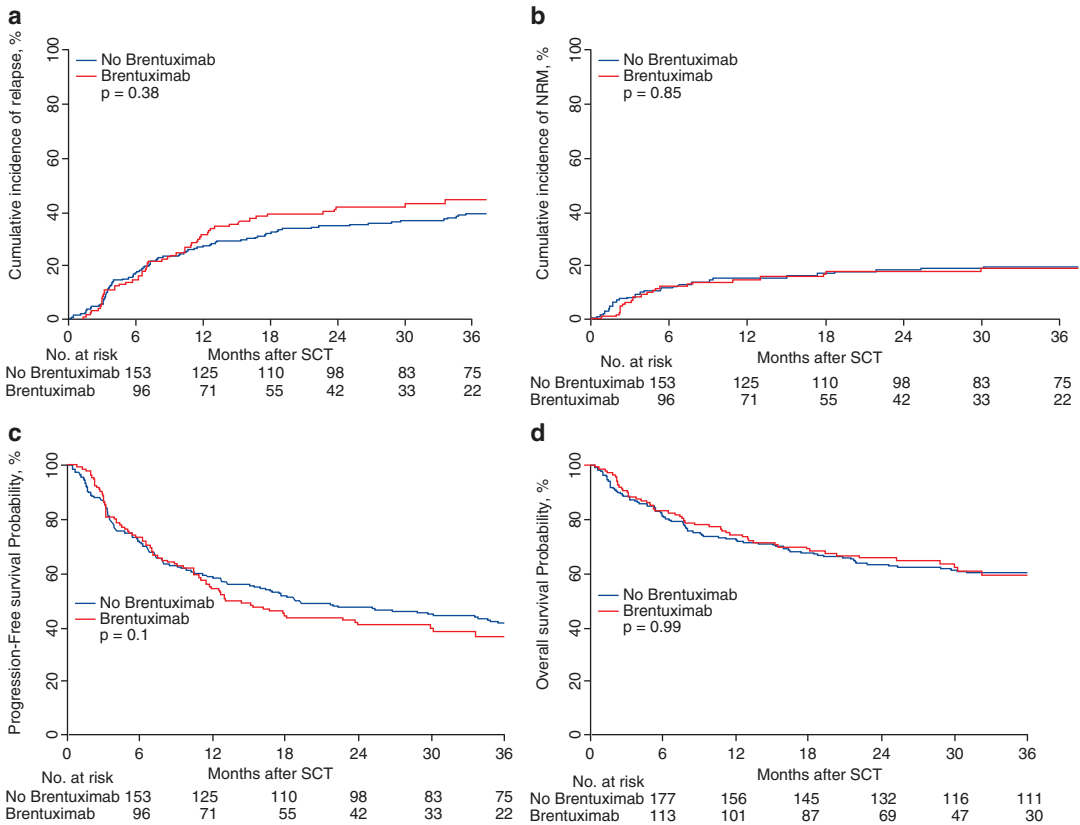 a
Cumulative incidence of relapse, %
100
80
60
40
20
0
No Brentuximab
Brentuximab
p = 0.38
0 6 12 18 24 30 36
Months after SCT
No. at risk
No Brentuximab 153 125 110 98 83 75
Brentuximab 96 71 55 42 33 22
b
Cumulative incidence of NRM, %
100
80
60
40
20
0
No Brentuximab
Brentuximab
p = 0.85
0 6 12 18 24 30 36
Months after SCT
No. at risk
No Brentuximab 153 125 110 98 83 75
Brentuximab 96 71 55 42 33 22
c
Progression-Free survival Probability, %
100
80
60
40
20
0
No Brentuximab
Brentuximab
p = 0.1
0 6 12 18 24 30 36
Months after SCT
No. at risk
No Brentuximab 153 125 110 98 83 75
Brentuximab 96 71 55 42 33 22
d
Overall survival Probability, %
100
80
60
40
20
0
No Brentuximab
Brentuximab
p = 0.99
0 6 12 18 24 30 36
Months after SCT
No. at risk
No Brentuximab 177 156 145 132 116 111
Brentuximab 113 101 87 69 47 30